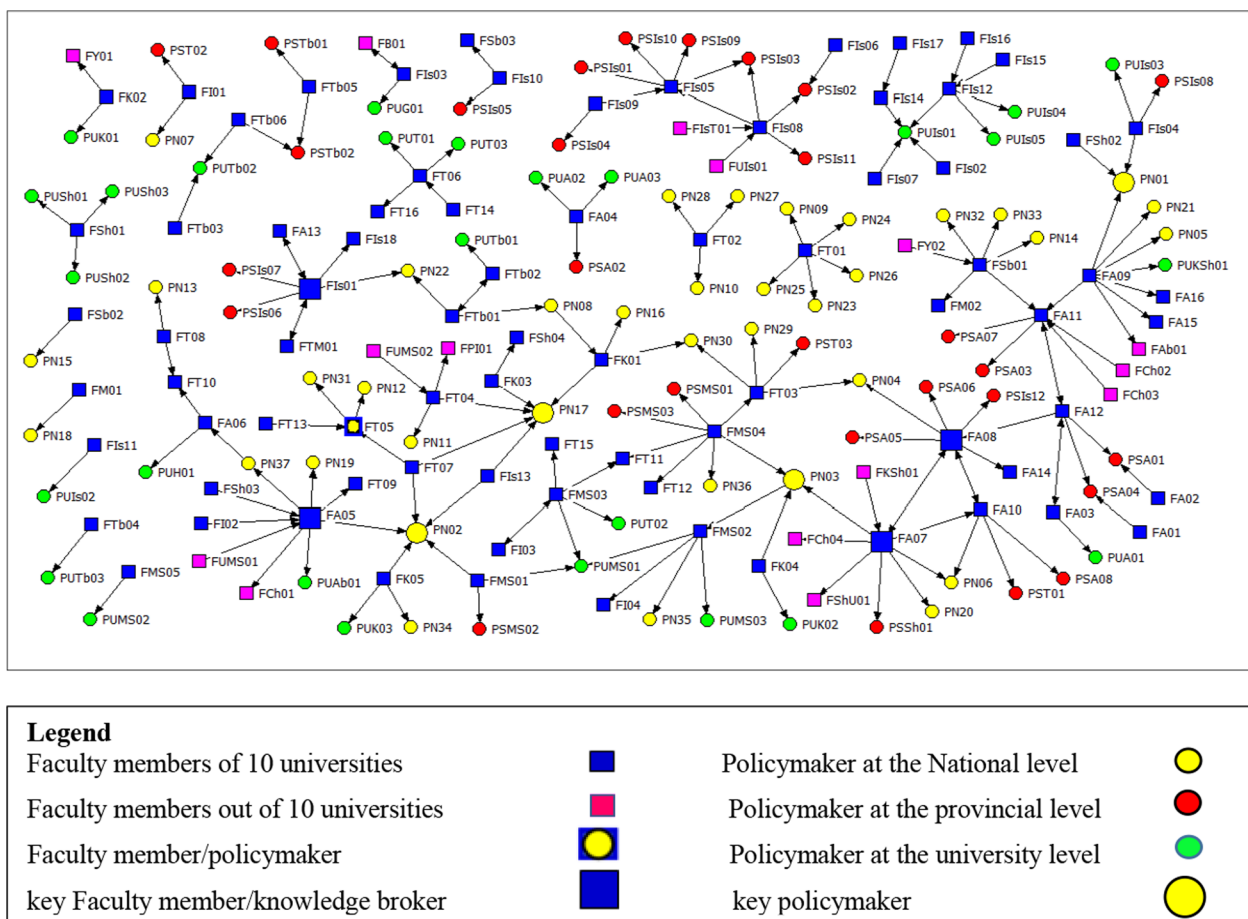 FY01 PST02 PSTb01 FB01 FSb03 PSIs10 PSIs09 FIs06 FIs17 FIs16
PSIs03 FIs15 PUIs03
PSIs01 PSIs08
FK02 FI01 FTb05 FIs03 FIs10 FIs05 PSIs02 FIs14 FIs12
PUG01 PSIs05 FIs09 PUIs04
PUK01 PN07 FTb06 FIsT01 FIs08 PUIs01 PUIs05 FSh02 FIs04
PSTb02 PUT01 PUT03 PSIs04 PSIs11
PUTb02 FUIs01 FIs07 FIs02 PN01
FT06 PUA02 PUA03
PUSh01 PUSh03 PN28 PN27 PN09 PN24 PN32 PN33 PN21
FT16 FT14 FA04
FSh01 FTb03 FA13 FIs18 PUTb01 FT02 FT01 FY02 PN14 PN05
PSIs07 PN22 PSA02 FSb01 PUKSh01
PUSh02 FTb02 PN26 FA09
PN13 FIs01 PN10 PN25 PN23 FM02 FA16
FSb02 PSIs06 FTb01 PN08 PN16 FA11 FA15
FT08 FTM01 FUMS02 FPI01 FSh04 PN30 PN29 PST03 PSA07 FAb01
PN15 FK01 FCh02
FM01 FT10 PN31 PN12 FK03 PSMS01 FT03 PN04 PSA06 PSA03 FCh03
FT04 PN17 PSMS03 PSIs12 FA12
PN18 FA06 FT13 FT05 PN11 FMS04 PSA05 FA08
FIs11 PN37 PN19 FT07 FT15 FT11 PSA01
PUH01 FSh03 FT09 FIs13 FT12 PN36 PN03 FKSh01 FA14 PSA04 FA02
PUIs02 FMS03
FTb04 FI02 FA05 PN02 PUT02 FMS02 FCh04 FA07 FA10 FA03 FA01
FI03
FUMS01 PUMS01 FK04 PUA01
PUTb03 FMS05 FCh01 PUAb01 FK05 FMS01 PN06 PSA08
FI04 FShU01 PST01
PUMS02 PUK03 PN34 PSMS02 PN35 PUMS03 PUK02 PSSh01 PN20
Legend
Faculty members of 10 universities Policymaker at the National level
Faculty members out of 10 universities Policymaker at the provincial level
Faculty member/policymaker Policymaker at the university level
key Faculty member/knowledge broker key policymaker